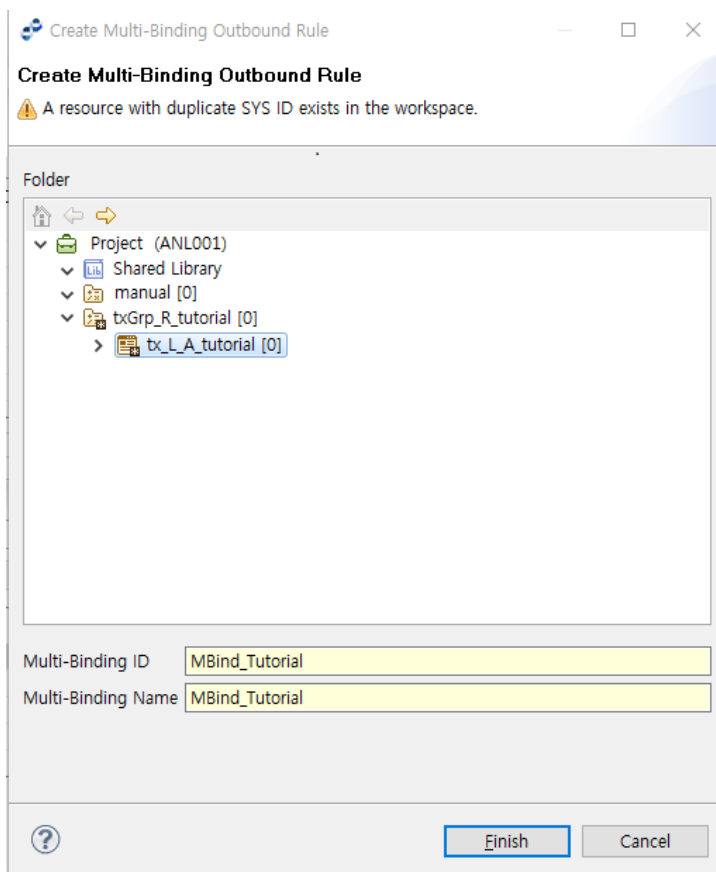 Create Multi-Binding Outbound Rule
Create Multi-Binding Outbound Rule
A resource with duplicate SYS ID exists in the workspace.
Folder
Project (ANL001)
Lib Shared Library
manual [0]
txGrp_R_tutorial [0]
tx_L_A_tutorial [0]
Multi-Binding ID MBind_Tutorial
Multi-Binding Name MBind_Tutorial
Finish Cancel